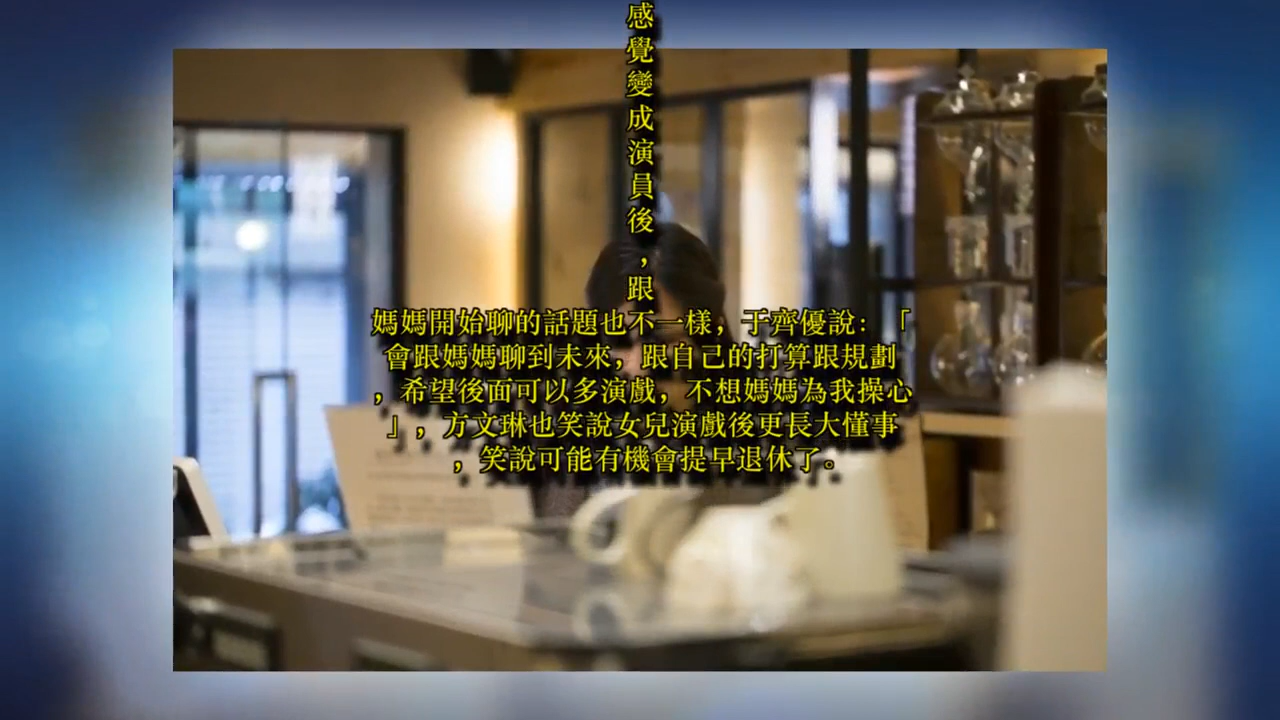 感覺變成演員後，跟
媽媽開始聊的話題也不一樣，于齊優說：「
會跟媽媽聊到未來，跟自己的打算跟規劃
，希望後面可以多演戲，不想媽媽為我操心
」，方文琳也笑說女兒演戲後更長大懂事
，笑說可能有機會提早退休了。